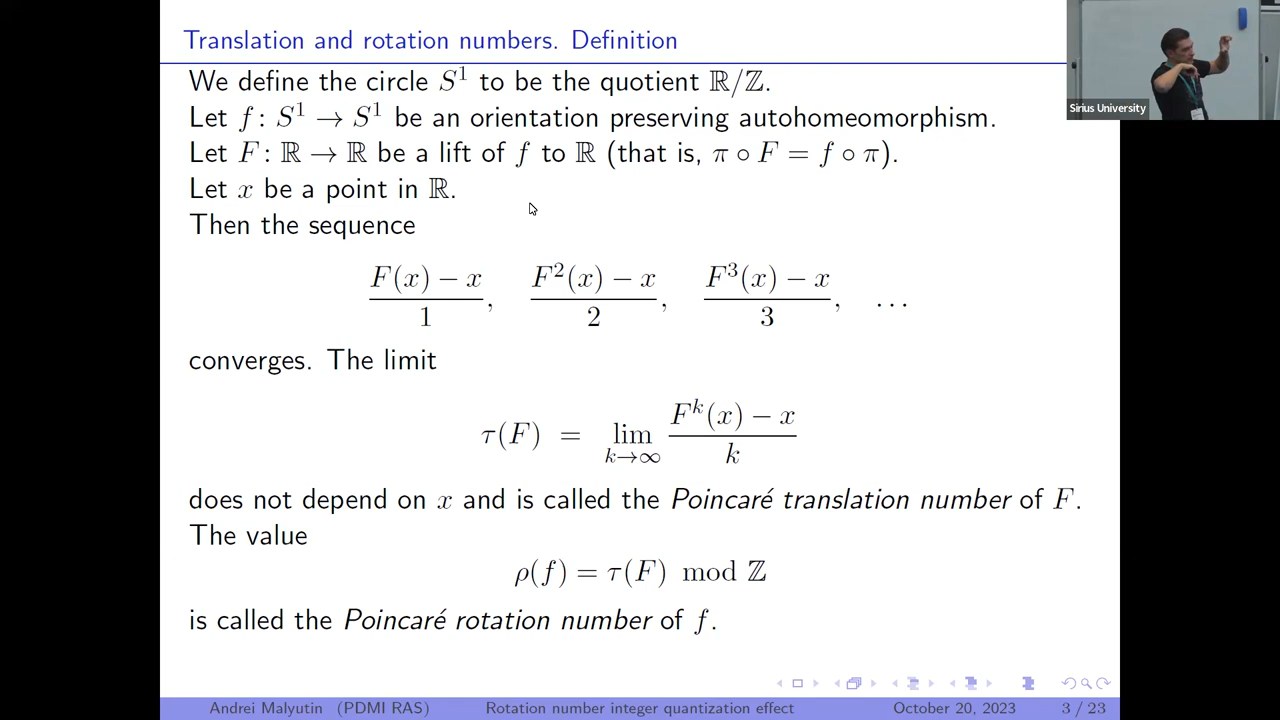 Translation and rotation numbers. Definition
We define the circle S¹ to be the quotient ℝ/ℤ.
Let f: S¹ → S¹ be an orientation preserving autohomeomorphism.
Let F: ℝ → ℝ be a lift of f to ℝ (that is, π ∘ F = f ∘ π).
Let x be a point in ℝ.
Then the sequence
(F(x) − x)/1, (F²(x) − x)/2, (F³(x) − x)/3, …
converges. The limit
τ(F) = lim_{k→∞} (F^k(x) − x)/k
does not depend on x and is called the Poincaré translation number of F.
The value
ρ(f) = τ(F) mod ℤ
is called the Poincaré rotation number of f.
Andrei Malyutin (PDMI RAS) Rotation number integer quantization effect October 20, 2023 3 / 23
Sirius University